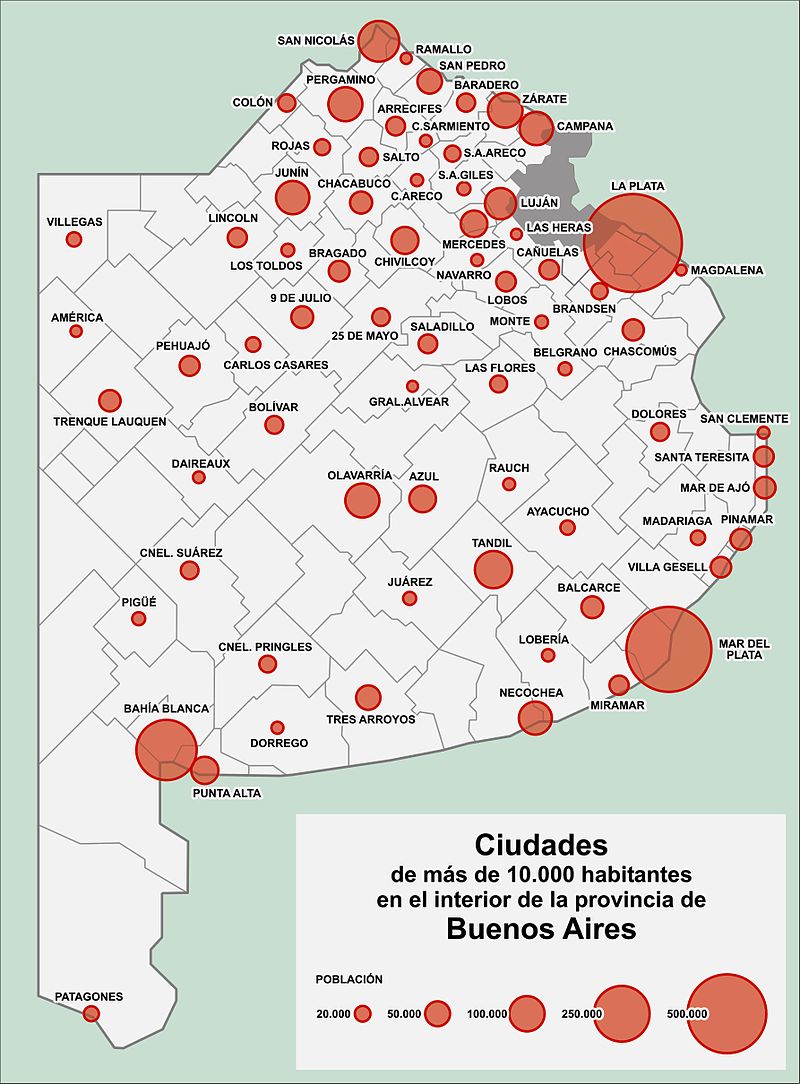 SAN NICOLÁS
RAMALLO
SAN PEDRO
PERGAMINO
BARADERO
COLÓN
ZÁRATE
ARRECIFES
C.SARMIENTO
CAMPANA
ROJAS
SALTO
S.A.ARECO
JUNÍN
CHACABUCO
S.A.GILES
C.ARECO
LA PLATA
LUJÁN
VILLEGAS
LINCOLN
LAS HERAS
MERCEDES
LOS TOLDOS
BRAGADO
CHIVILCOY
CAÑUELAS
NAVARRO
MAGDALENA
9 DE JULIO
LOBOS
BRANDSEN
AMÉRICA
25 DE MAYO
SALADILLO
MONTE
PEHUAJÓ
CARLOS CASARES
BELGRANO
CHASCOMÚS
LAS FLORES
GRAL.ALVEAR
TRENQUE LAUQUEN
BOLÍVAR
DOLORES
SAN CLEMENTE
DAIREAUX
SANTA TERESITA
OLAVARRÍA
AZUL
RAUCH
MAR DE AJÓ
AYACUCHO
MADARIAGA
PINAMAR
CNEL. SUÁREZ
TANDIL
VILLA GESELL
JUÁREZ
BALCARCE
PIGÜÉ
CNEL. PRINGLES
LOBERÍA
MAR DEL
PLATA
NECOCHEA
BAHÍA BLANCA
MIRAMAR
TRES ARROYOS
DORREGO
PUNTA ALTA
PATAGONES
Ciudades
de más de 10.000 habitantes
en el interior de la provincia de
Buenos Aires
POBLACIÓN
20.000 50.000 100.000 250.000 500.000